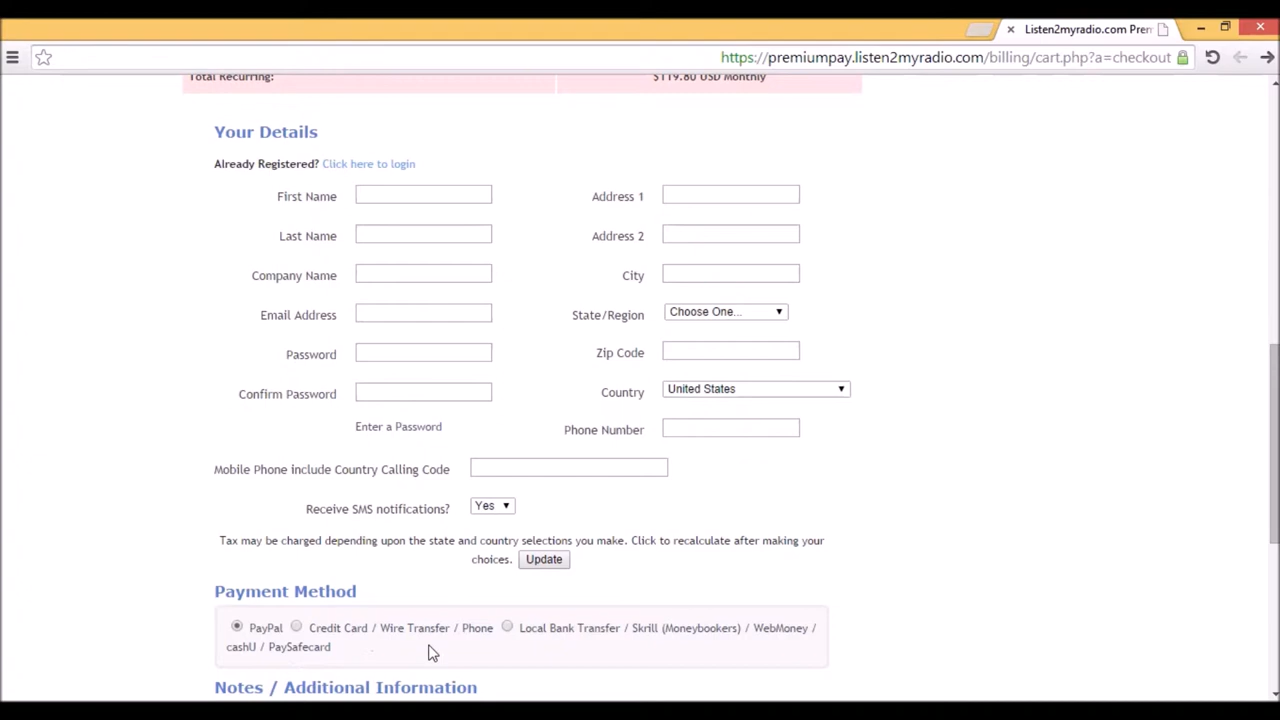 Listen2myradio.com Prem
https://premiumpay.listen2myradio.com/billing/cart.php?a=checkout
Total Recurring: $119.80 USD Monthly
Your Details
Already Registered? Click here to login
First Name Address 1
Last Name Address 2
Company Name City
Email Address State/Region Choose One...
Password Zip Code
Confirm Password Country United States
Enter a Password Phone Number
Mobile Phone include Country Calling Code
Receive SMS notifications? Yes
Tax may be charged depending upon the state and country selections you make. Click to recalculate after making your
choices. Update
Payment Method
PayPal Credit Card / Wire Transfer / Phone Local Bank Transfer / Skrill (Moneybookers) / WebMoney /
cashU / PaySafecard
Notes / Additional Information